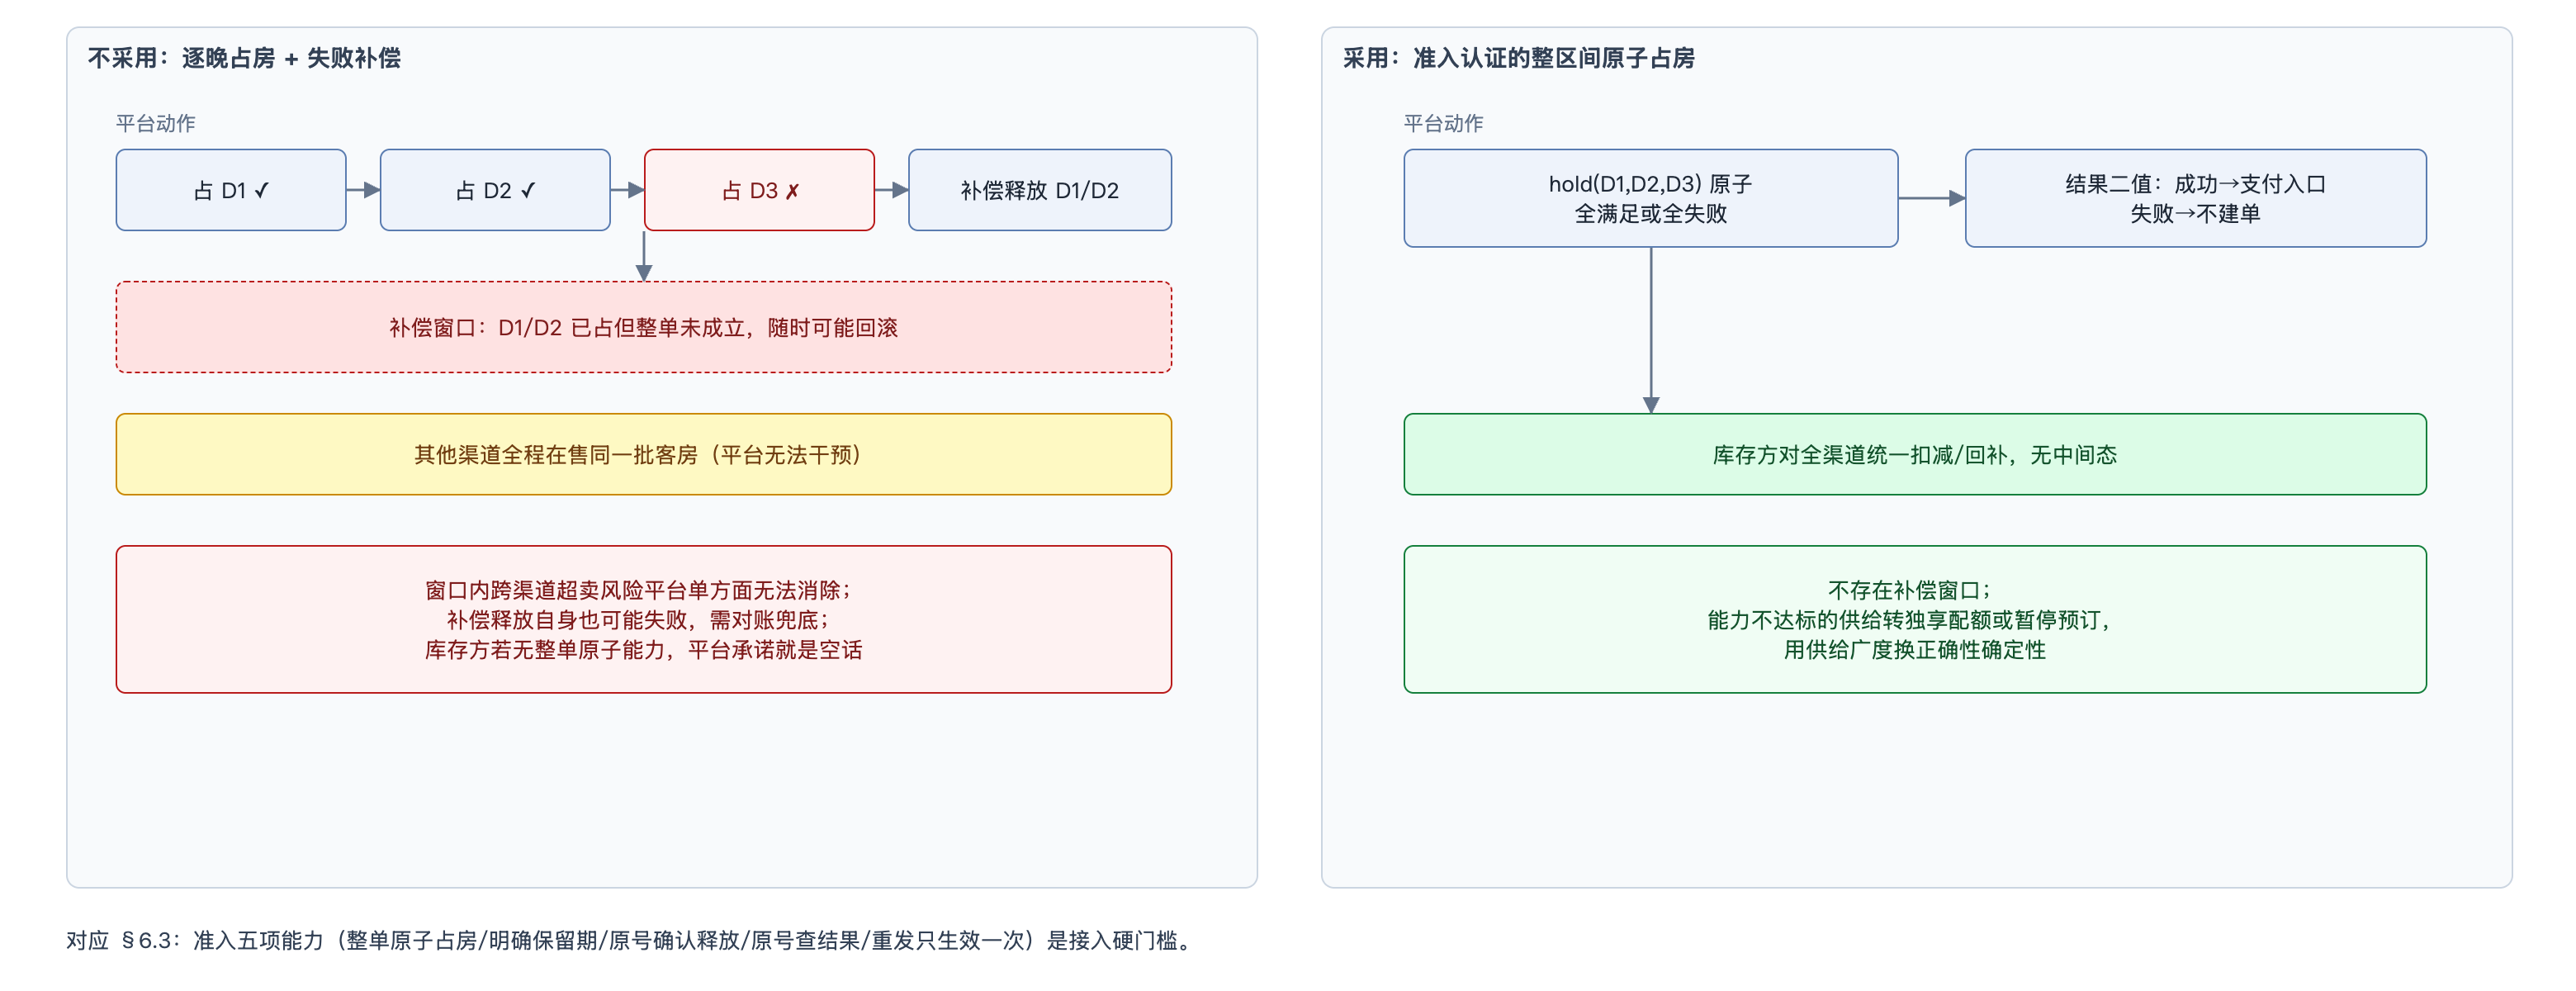 不采用：逐晚占房 + 失败补偿
平台动作
占 D1 ✓
占 D2 ✓
占 D3 ✗
补偿释放 D1/D2
补偿窗口：D1/D2 已占但整单未成立，随时可能回滚
其他渠道全程在售同一批客房（平台无法干预）
窗口内跨渠道超卖风险平台单方面无法消除；
补偿释放自身也可能失败，需对账兜底；
库存方若无整单原子能力，平台承诺就是空话
采用：准入认证的整区间原子占房
平台动作
hold(D1,D2,D3) 原子
全满足或全失败
结果二值：成功→支付入口
失败→不建单
库存方对全渠道统一扣减/回补，无中间态
不存在补偿窗口；
能力不达标的供给转独享配额或暂停预订，
用供给广度换正确性确定性
对应 §6.3：准入五项能力（整单原子占房/明确保留期/原号确认释放/原号查结果/重发只生效一次）是接入硬门槛。